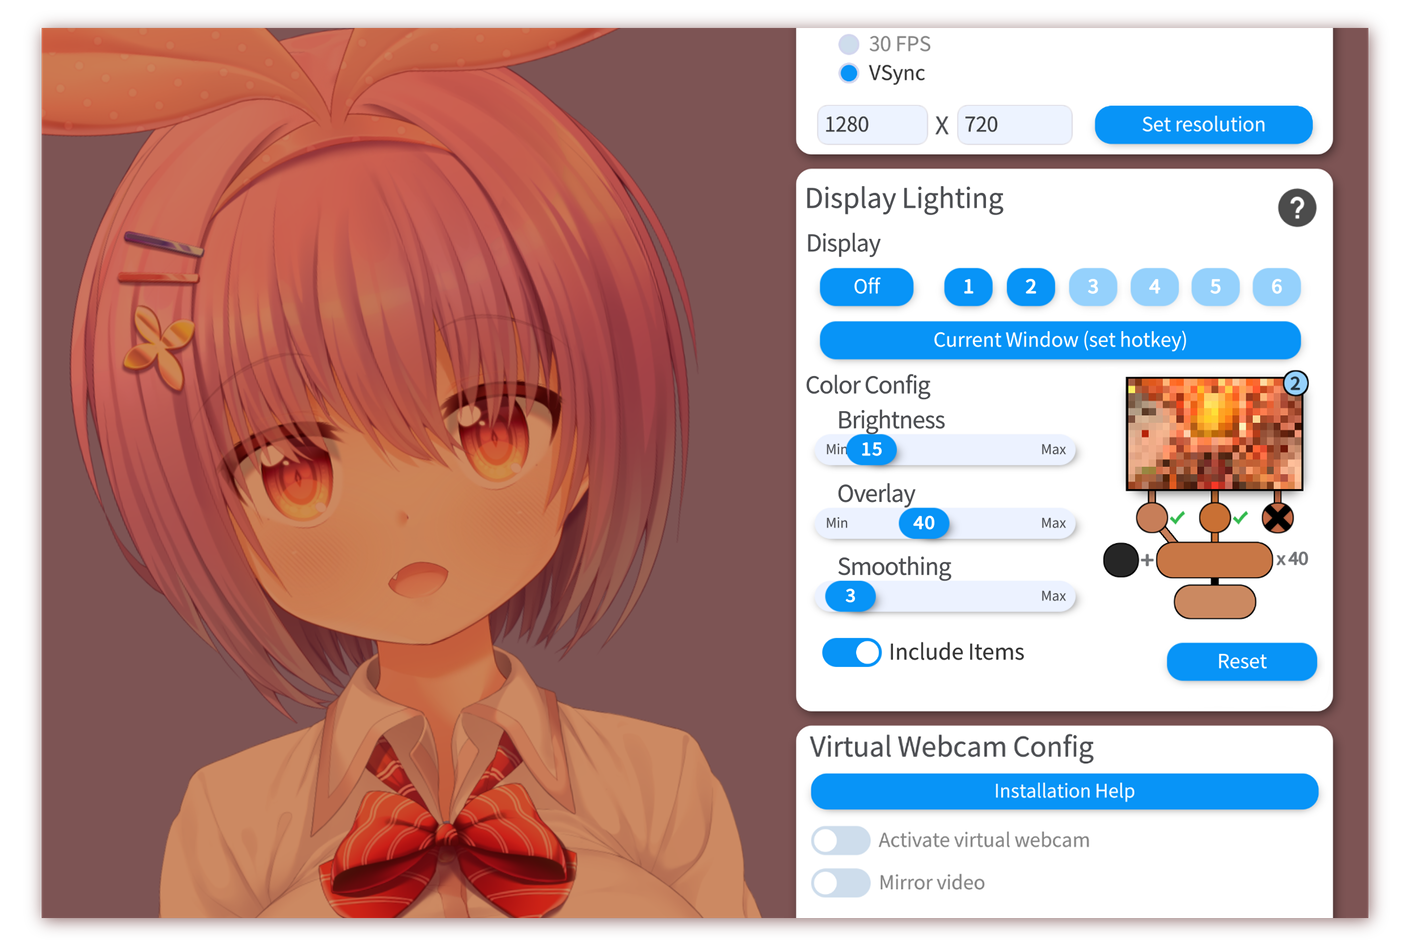 30 FPS
VSync
1280 X 720 Set resolution
Display Lighting ?
Display
Off 1 2 3 4 5 6
Current Window (set hotkey)
Color Config 2
Brightness
Min 15 Max
Overlay
Min 40 Max
+ x 40
Smoothing
3 Max
Include Items Reset
Virtual Webcam Config
Installation Help
Activate virtual webcam
Mirror video